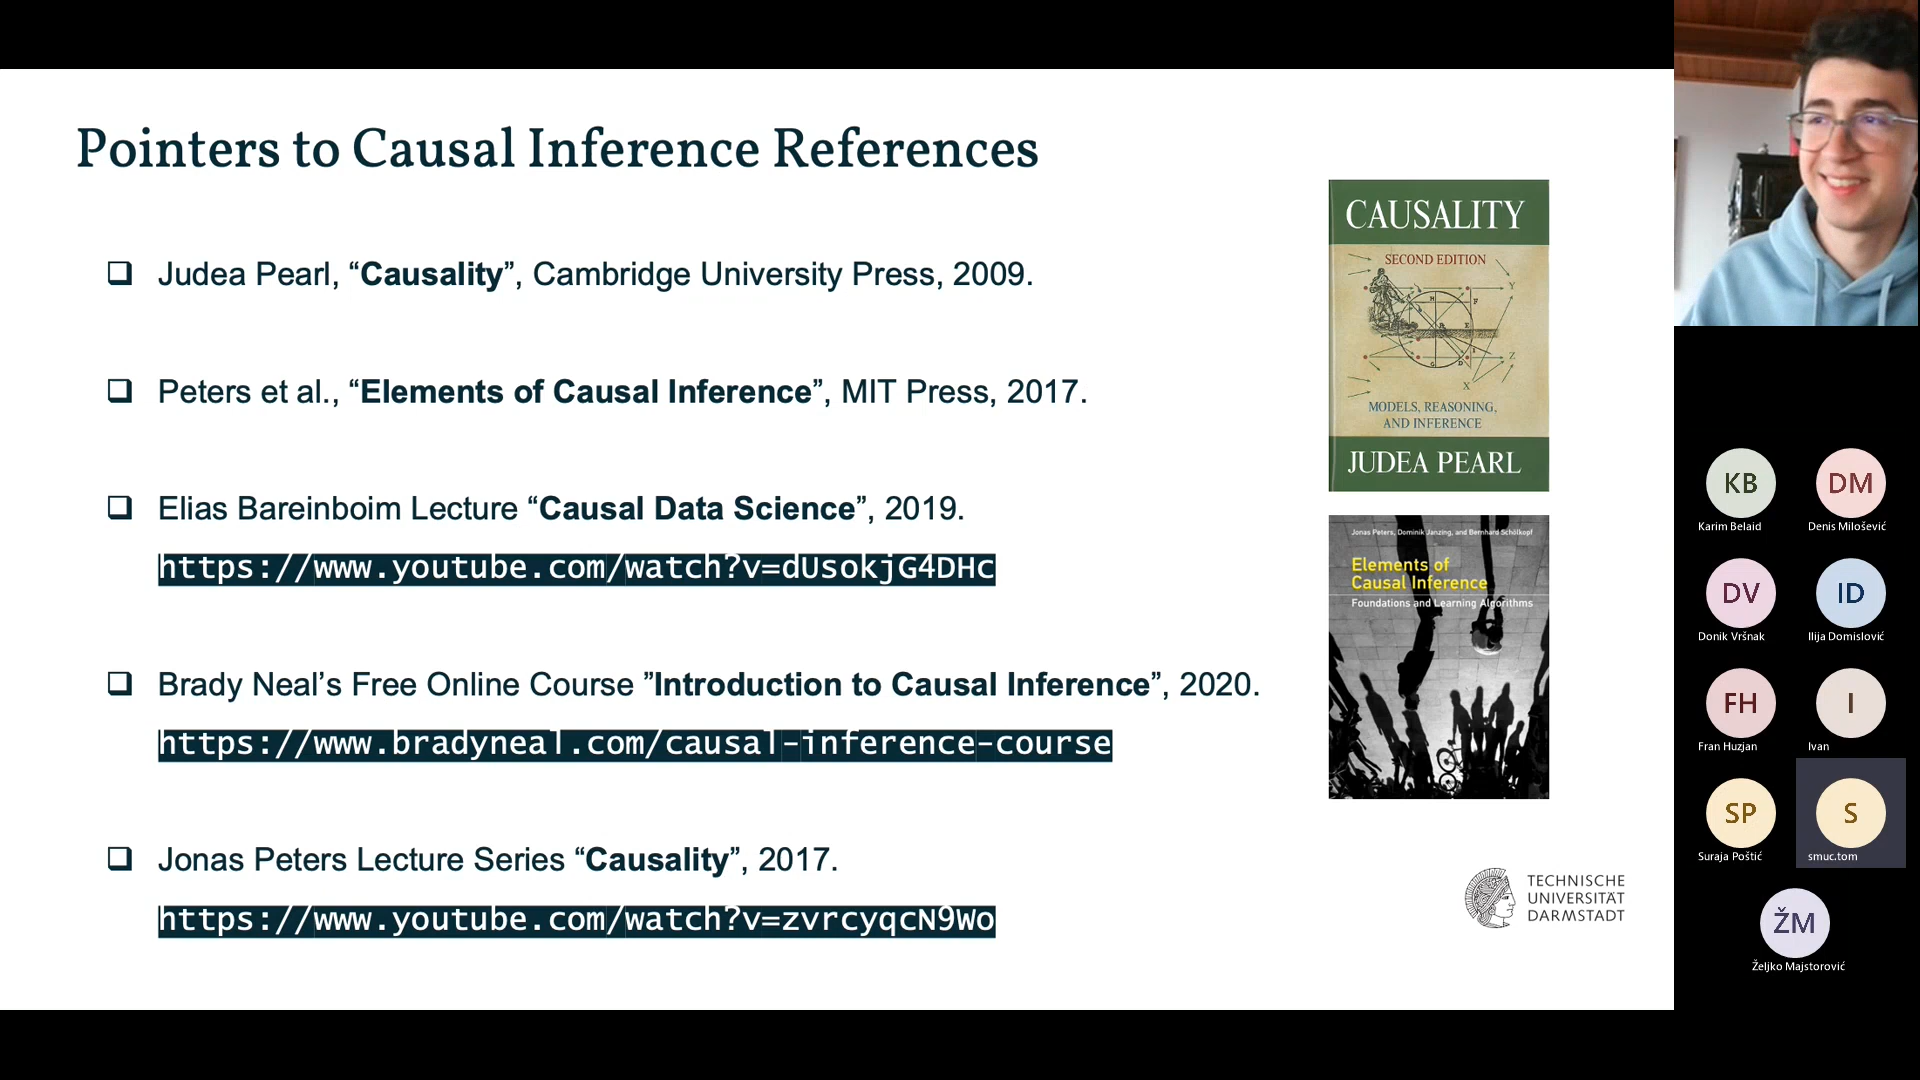 Pointers to Causal Inference References
Judea Pearl, “Causality”, Cambridge University Press, 2009.
Peters et al., “Elements of Causal Inference”, MIT Press, 2017.
Elias Bareinboim Lecture “Causal Data Science”, 2019.
https://www.youtube.com/watch?v=dUsokjG4DHc
Brady Neal’s Free Online Course ”Introduction to Causal Inference”, 2020.
https://www.bradyneal.com/causal-inference-course
Jonas Peters Lecture Series “Causality”, 2017.
https://www.youtube.com/watch?v=zvrcyqcN9Wo
CAUSALITY
SECOND EDITION
MODELS, REASONING,
AND INFERENCE
JUDEA PEARL
Jonas Peters, Dominik Janzing, and Bernhard Schölkopf
Elements of
Causal Inference
Foundations and Learning Algorithms
TECHNISCHE
UNIVERSITÄT
DARMSTADT
KB
Karim Belaid
DM
Denis Milošević
DV
Donik Vršnak
ID
Ilija Domislović
FH
Fran Huzjan
I
Ivan
SP
Suraja Poštić
S
smuc.tom
ŽM
Željko Majstorović